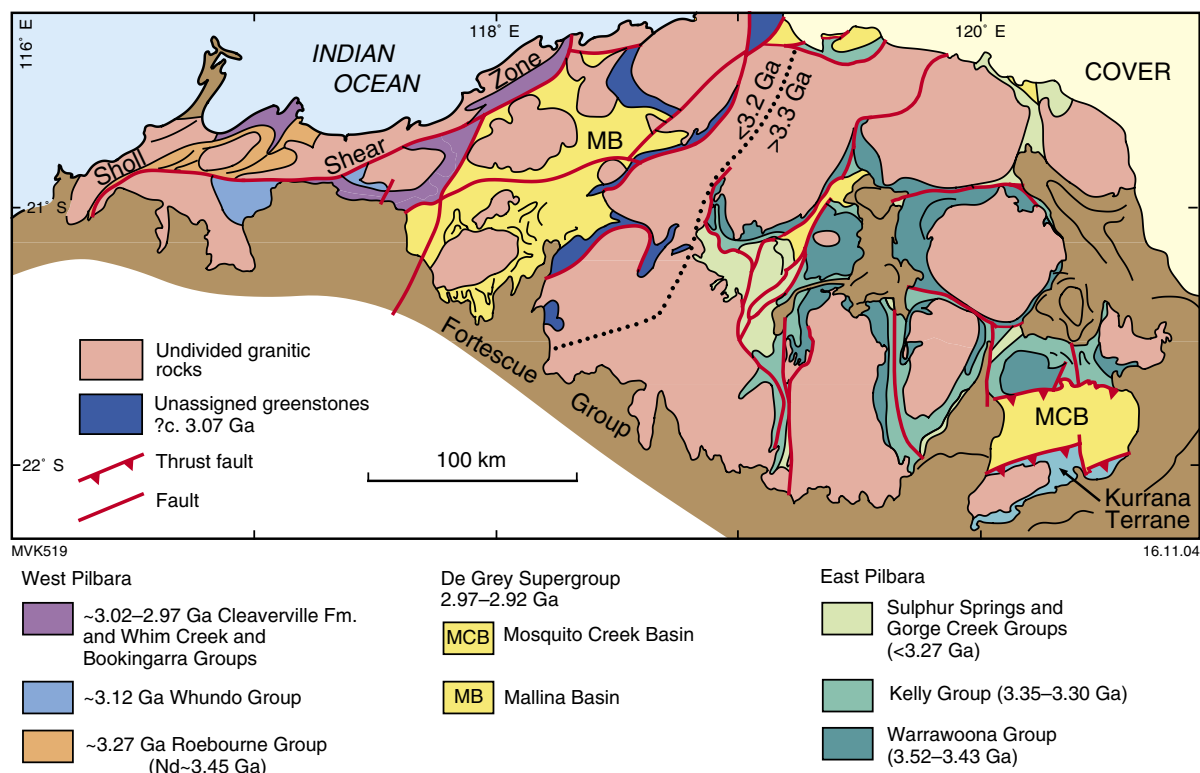 116° E
118° E
120° E
INDIAN
OCEAN
COVER
Zone
<3.2 Ga
>3.3 Ga
MB
Shear
Sholl
21° S
Fortescue
Group
Undivided granitic
rocks
Unassigned greenstones
?c. 3.07 Ga
Thrust fault
Fault
100 km
22° S
MCB
Kurrana
Terrane
MVK519
16.11.04
West Pilbara
~3.02–2.97 Ga Cleaverville Fm.
and Whim Creek and
Bookingarra Groups
~3.12 Ga Whundo Group
~3.27 Ga Roebourne Group
(Nd~3.45 Ga)
De Grey Supergroup
2.97–2.92 Ga
MCB Mosquito Creek Basin
MB Mallina Basin
East Pilbara
Sulphur Springs and
Gorge Creek Groups
(<3.27 Ga)
Kelly Group (3.35–3.30 Ga)
Warrawoona Group
(3.52–3.43 Ga)